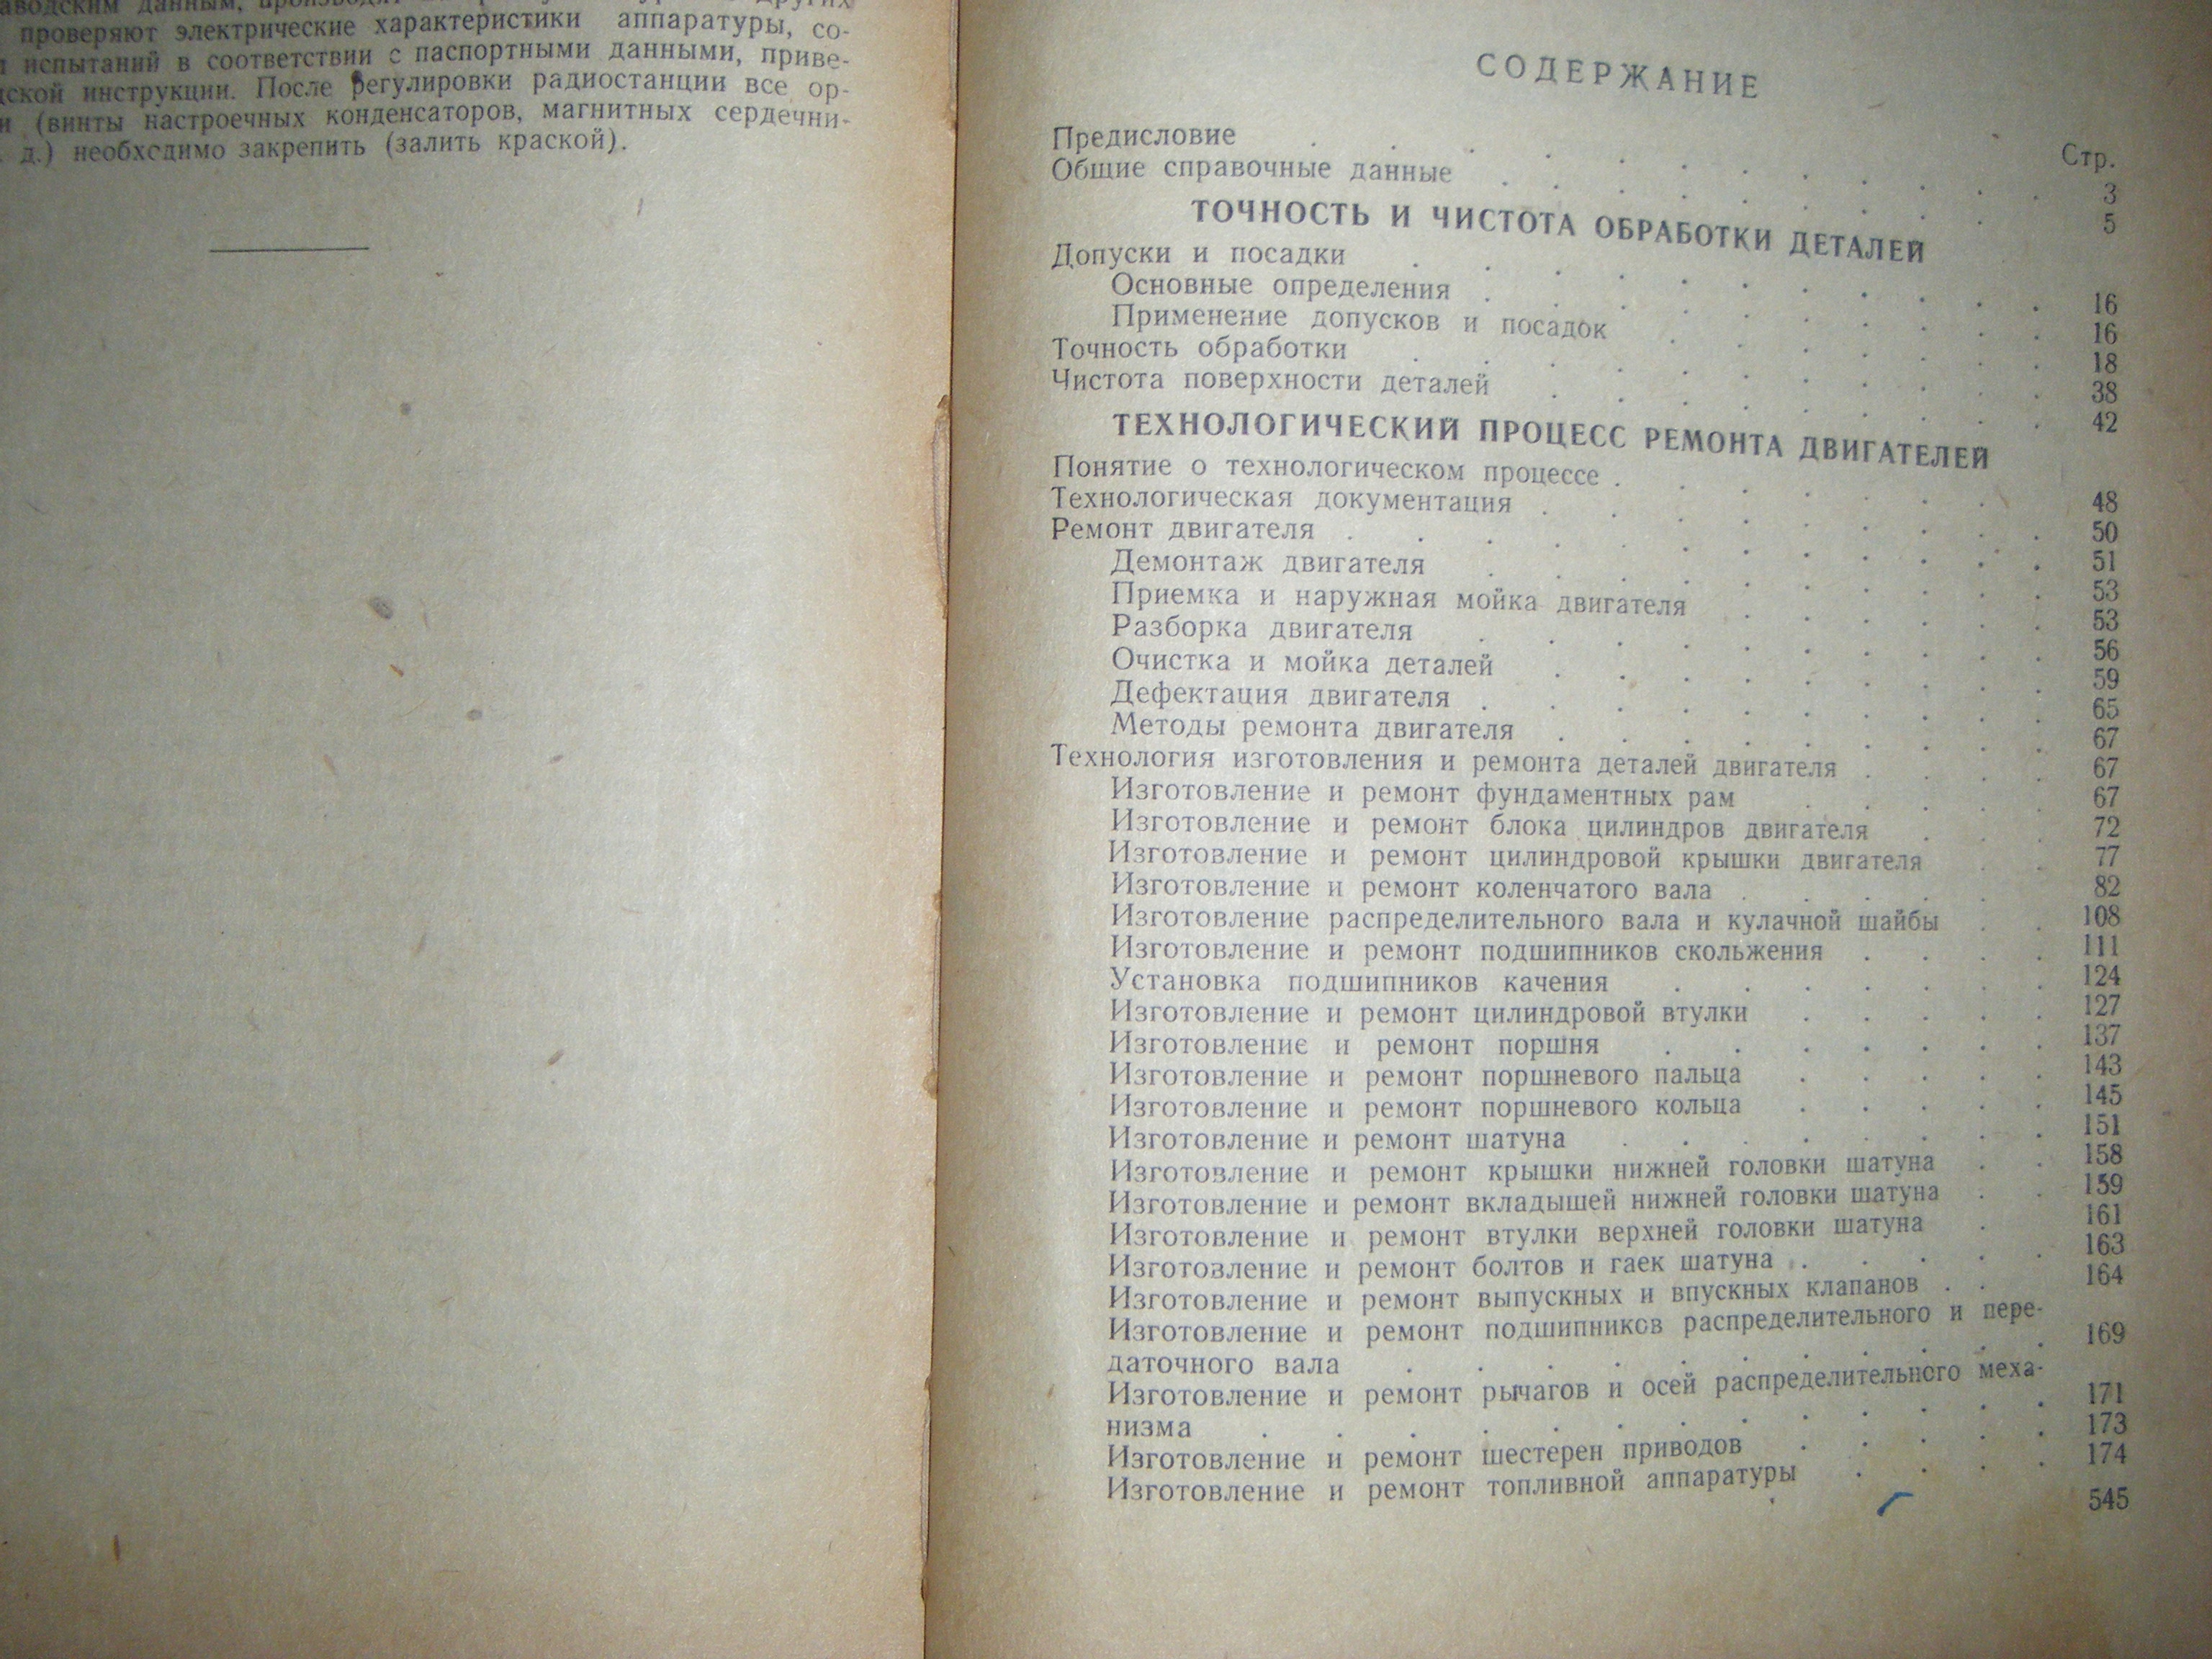 данным,
проверяют электрические характеристики аппаратуры, со-
испытаний в соответствии с паспортными данными, приве-
инструкции. После регулировки радиостанции все ор-
(винты настроечных конденсаторов, магнитных сердечни-
д.) необходимо закрепить (залить краской).
СОДЕРЖАНИЕ
Стр.
Предисловие . . . . . . . . . . 3
Общие справочные данные . . . . . . . . 5
ТОЧНОСТЬ И ЧИСТОТА ОБРАБОТКИ ДЕТАЛЕЙ
Допуски и посадки . . . . . . . . . . 16
Основные определения . . . . . . . . . 16
Применение допусков и посадок . . . . . . . 18
Точность обработки . . . . . . . . . . 38
Чистота поверхности деталей . . . . . . . . 42
ТЕХНОЛОГИЧЕСКИЙ ПРОЦЕСС РЕМОНТА ДВИГАТЕЛЕЙ
Понятие о технологическом процессе . . . . . . . 48
Технологическая документация . . . . . . . . 50
Ремонт двигателя . . . . . . . . . . . 51
Демонтаж двигателя . . . . . . . . . 53
Приемка и наружная мойка двигателя . . . . . . 53
Разборка двигателя . . . . . . . . . 56
Очистка и мойка деталей . . . . . . . . 59
Дефектация двигателя . . . . . . . . . 65
Методы ремонта двигателя . . . . . . . . 67
Технология изготовления и ремонта деталей двигателя . . . . 67
Изготовление и ремонт фундаментных рам . . . . . 67
Изготовление и ремонт блока цилиндров двигателя . . . 72
Изготовление и ремонт цилиндровой крышки двигателя . . 77
Изготовление и ремонт коленчатого вала . . . . . 82
Изготовление распределительного вала и кулачной шайбы . . 108
Изготовление и ремонт подшипников скольжения . . . . 111
Установка подшипников качения . . . . . . . 124
Изготовление и ремонт цилиндровой втулки . . . . . 127
Изготовление и ремонт поршня . . . . . . . 137
Изготовление и ремонт поршневого пальца . . . . . 143
Изготовление и ремонт поршневого кольца . . . . . 145
Изготовление и ремонт шатуна . . . . . . . . 151
Изготовление и ремонт крышки нижней головки шатуна . . 158
Изготовление и ремонт вкладышей нижней головки шатуна . . 159
Изготовление и ремонт втулки верхней головки шатуна . 161
Изготовление и ремонт болтов и гаек шатуна . . . . . 163
Изготовление и ремонт выпускных и впускных клапанов . . 164
Изготовление и ремонт подшипников распределительного и пере-
даточного вала . . . . . . . . . . . 169
Изготовление и ремонт рычагов и осей распределительного меха-
низма . . . . . . . . . . . . 171
Изготовление и ремонт шестерен приводов . . . . . 173
Изготовление и ремонт топливной аппаратуры . . . . 174
545